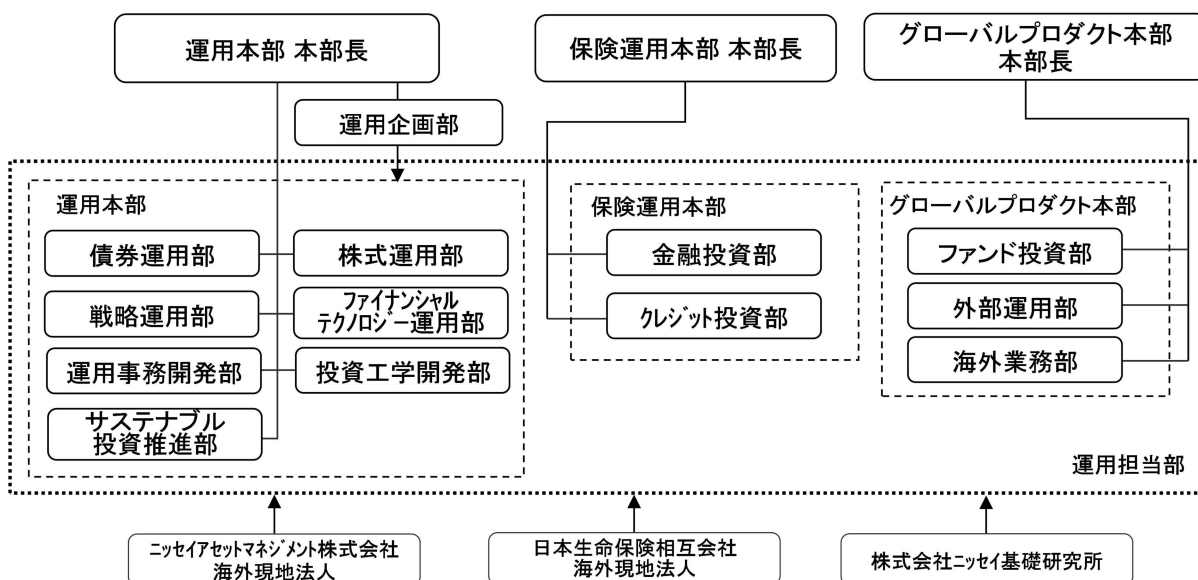 運用本部 本部長
保険運用本部 本部長
グローバルプロダクト本部
本部長
運用企画部
運用本部
債券運用部
株式運用部
戦略運用部
ファイナンシャル
テクノロジー運用部
運用事務開発部
投資工学開発部
サステナブル
投資推進部
保険運用本部
金融投資部
クレジット投資部
グローバルプロダクト本部
ファンド投資部
外部運用部
海外業務部
運用担当部
ニッセイアセットマネジメント株式会社
海外現地法人
日本生命保険相互会社
海外現地法人
株式会社ニッセイ基礎研究所